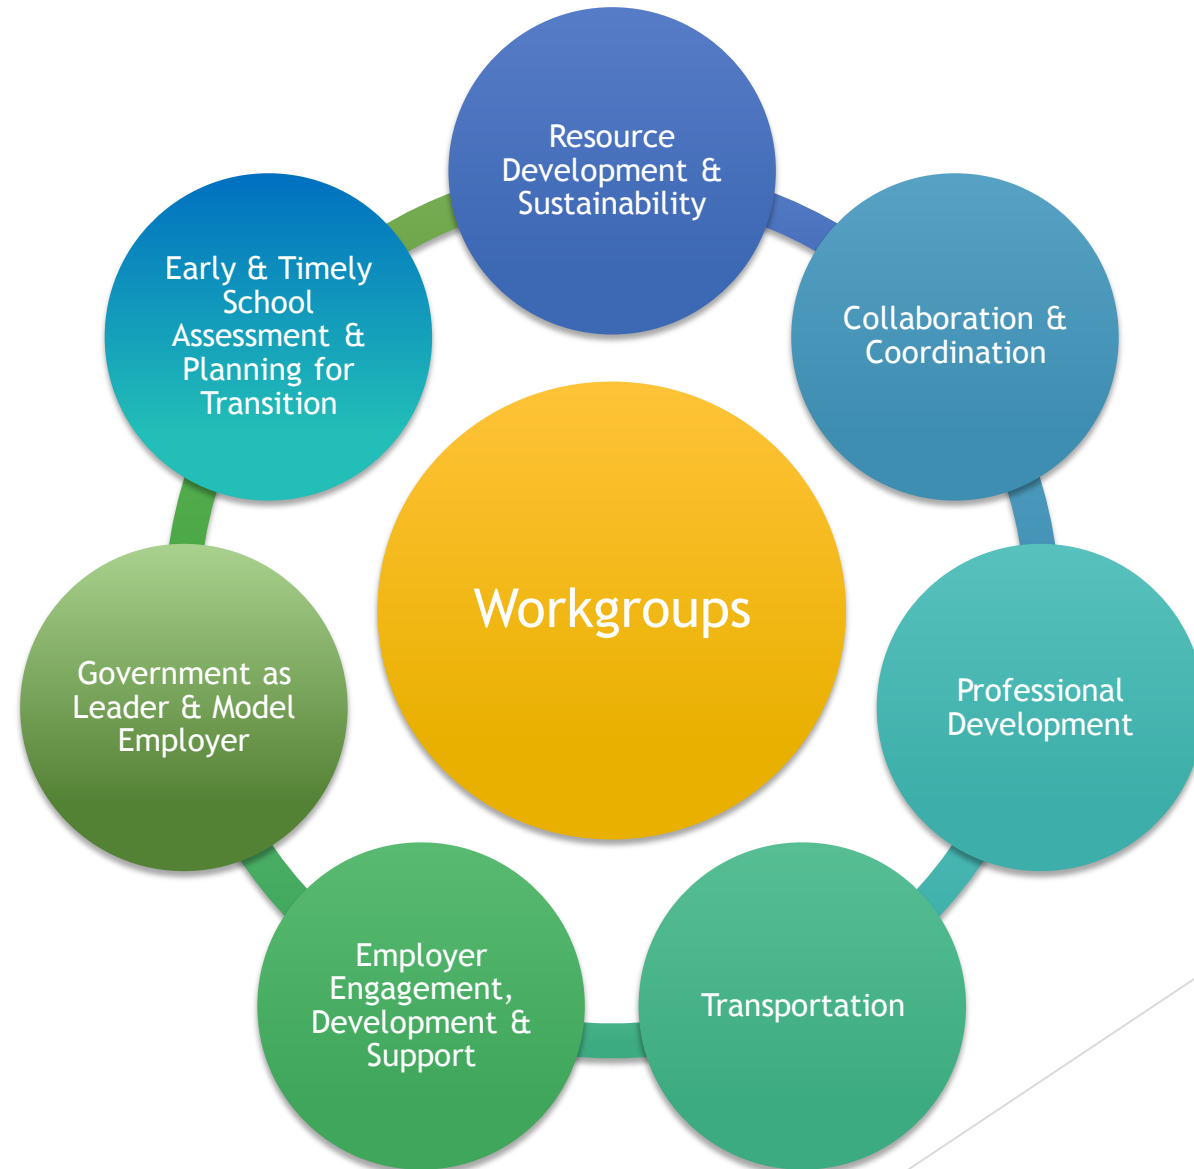 Resource
Development &
Sustainability
Collaboration &
Coordination
Professional
Development
Transportation
Employer
Engagement,
Development &
Support
Government as
Leader & Model
Employer
Early & Timely
School
Assessment &
Planning for
Transition
Workgroups